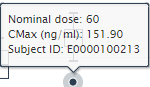 Nominal dose: 60
CMax (ng/ml): 151.90
Subject ID: E0000100213